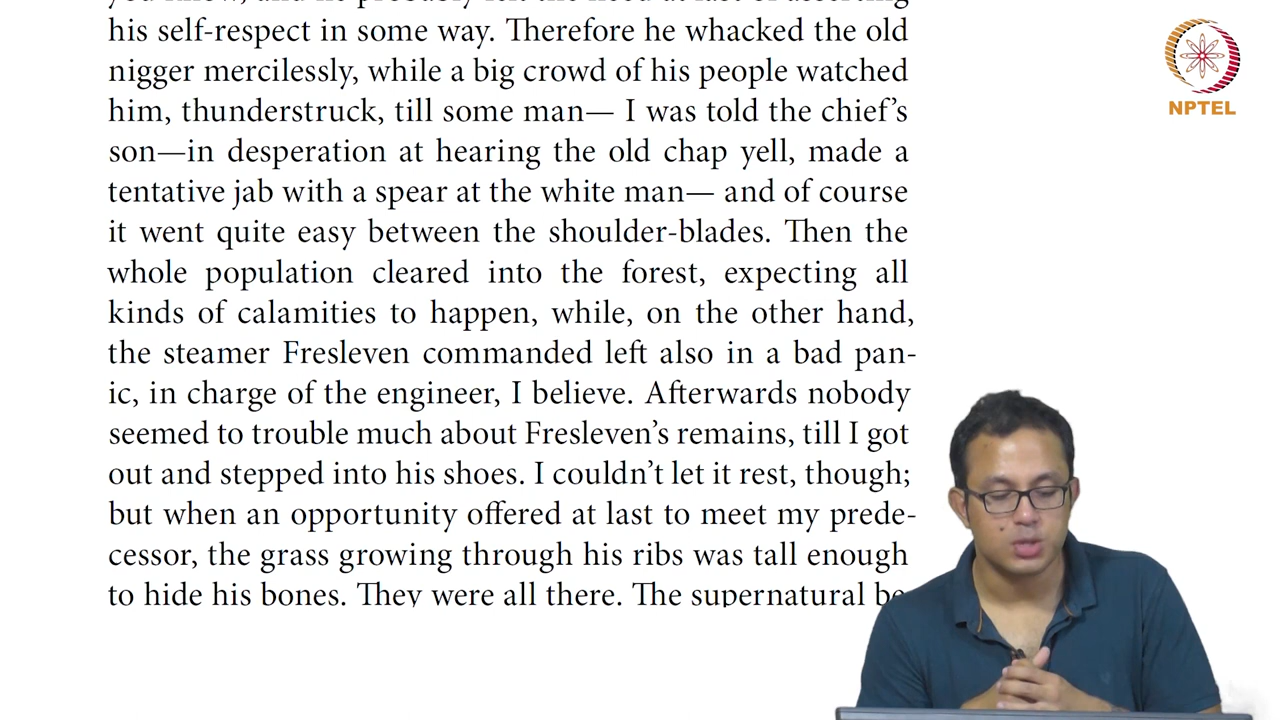 his self-respect in some way. Therefore he whacked the old
nigger mercilessly, while a big crowd of his people watched
him, thunderstruck, till some man— I was told the chief's
son—in desperation at hearing the old chap yell, made a
tentative jab with a spear at the white man— and of course
it went quite easy between the shoulder-blades. Then the
whole population cleared into the forest, expecting all
kinds of calamities to happen, while, on the other hand,
the steamer Fresleven commanded left also in a bad pan-
ic, in charge of the engineer, I believe. Afterwards nobody
seemed to trouble much about Fresleven's remains, till I got
out and stepped into his shoes. I couldn't let it rest, though;
but when an opportunity offered at last to meet my prede-
cessor, the grass growing through his ribs was tall enough
to hide his bones. They were all there. The supernatural be
NPTEL